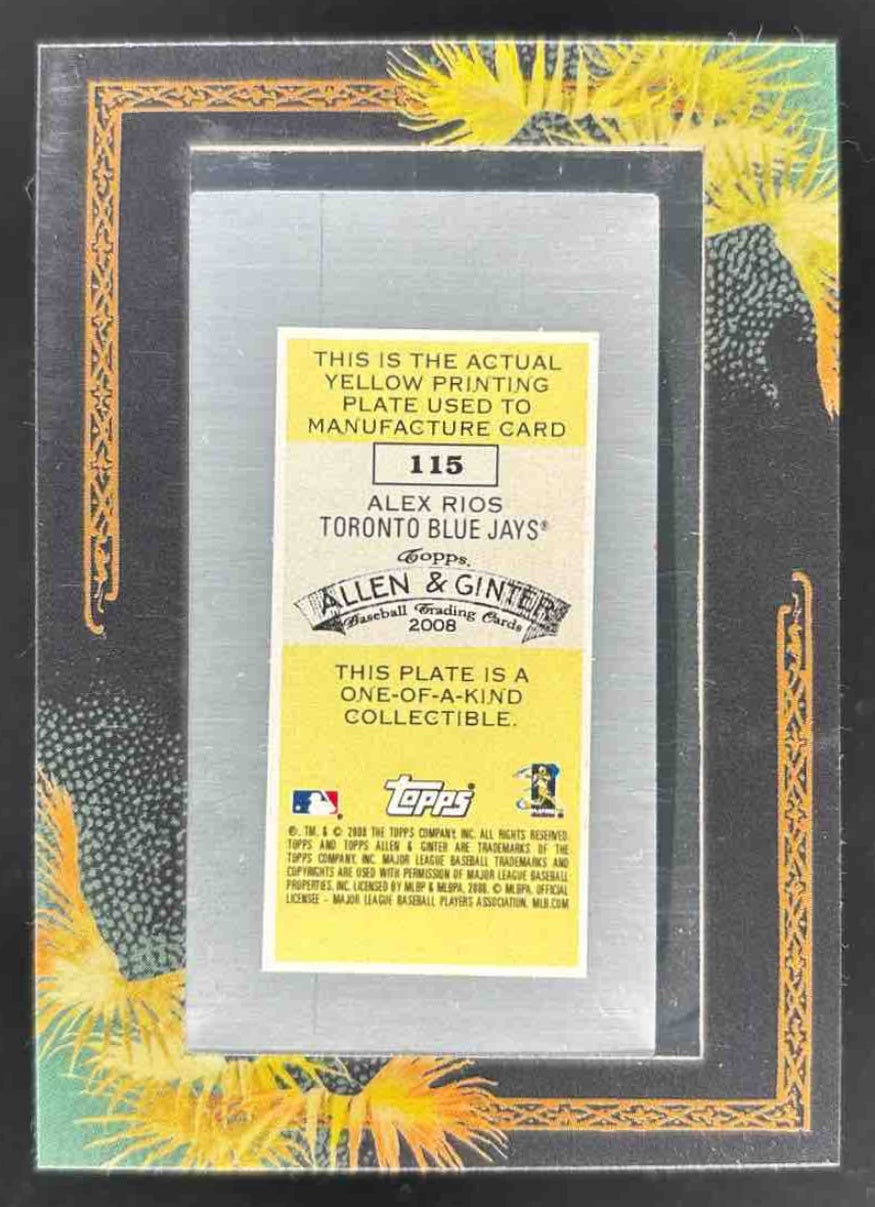 THIS IS THE ACTUAL
YELLOW PRINTING
PLATE USED TO
MANUFACTURE CARD
115
ALEX RIOS
TORONTO BLUE JAYS®
Topps.
ALLEN & GINTER
Baseball Trading Cards
2008
THIS PLATE IS A
ONE-OF-A-KIND
COLLECTIBLE.
topps
®, TM, & © 2008 THE TOPPS COMPANY, INC. ALL RIGHTS RESERVED.
TOPPS AND TOPPS ALLEN & GINTER ARE TRADEMARKS OF THE
TOPPS COMPANY, INC. MAJOR LEAGUE BASEBALL TRADEMARKS AND
COPYRIGHTS ARE USED WITH PERMISSION OF MAJOR LEAGUE BASEBALL
PROPERTIES, INC. LICENSED BY MLBP & MLBPA, 2008. © MLBPA. OFFICIAL
LICENSEE – MAJOR LEAGUE BASEBALL PLAYERS ASSOCIATION. MLB.COM